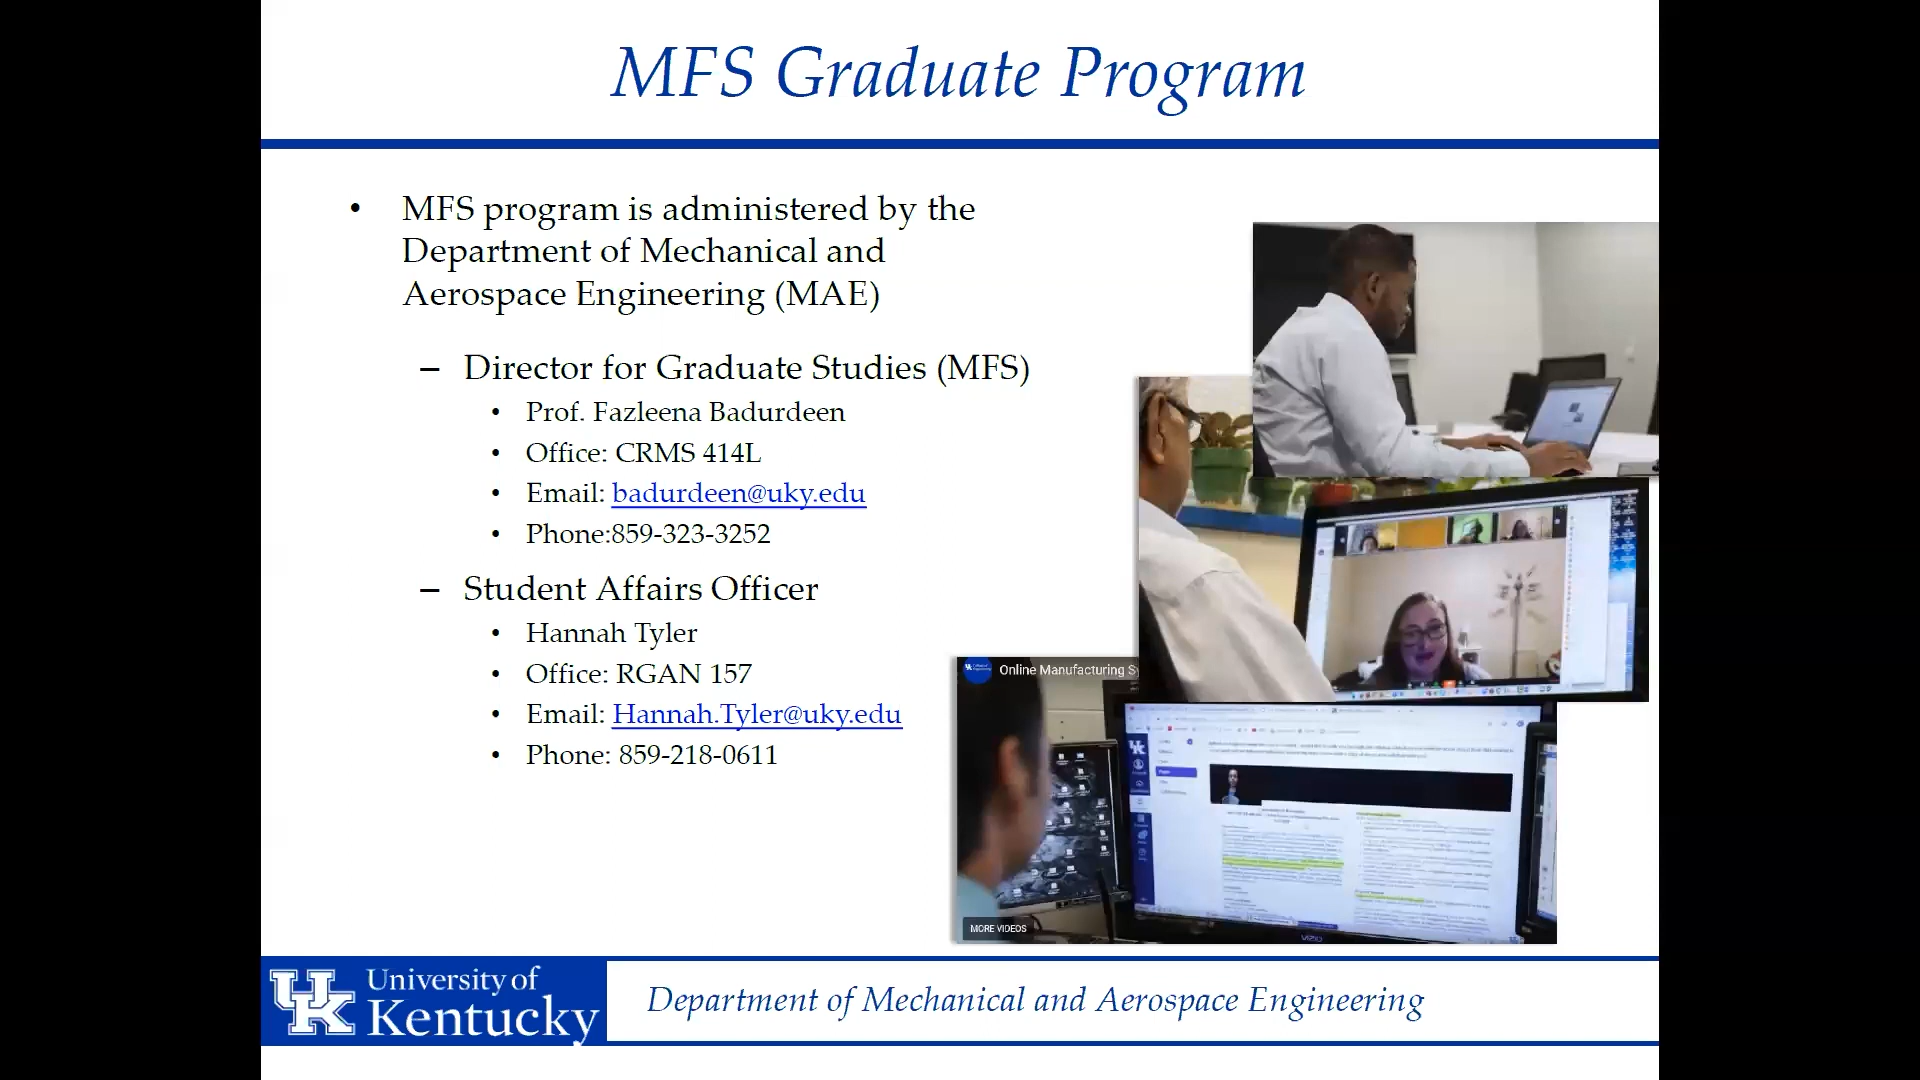 MFS Graduate Program
• MFS program is administered by the
Department of Mechanical and
Aerospace Engineering (MAE)
– Director for Graduate Studies (MFS)
• Prof. Fazleena Badurdeen
• Office: CRMS 414L
• Email: badurdeen@uky.edu
• Phone:859-323-3252
– Student Affairs Officer
• Hannah Tyler
• Office: RGAN 157
• Email: Hannah.Tyler@uky.edu
• Phone: 859-218-0611
Online Manufacturing S
MORE VIDEOS
VIZIO
University of
Kentucky
Department of Mechanical and Aerospace Engineering